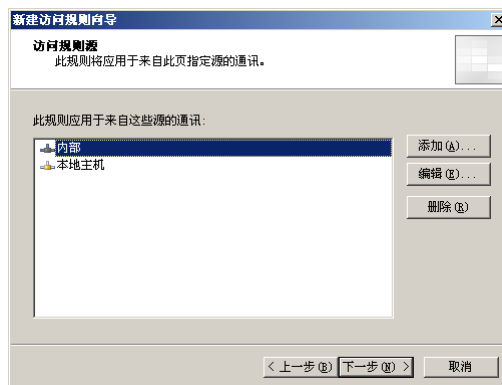 新建访问规则向导
访问规则源
此规则将应用于来自此页指定源的通讯。
此规则应用于来自这些源的通讯:
内部
本地主机
添加(A)...
编辑(E)...
删除(R)
< 上一步(B)
下一步(N) >
取消